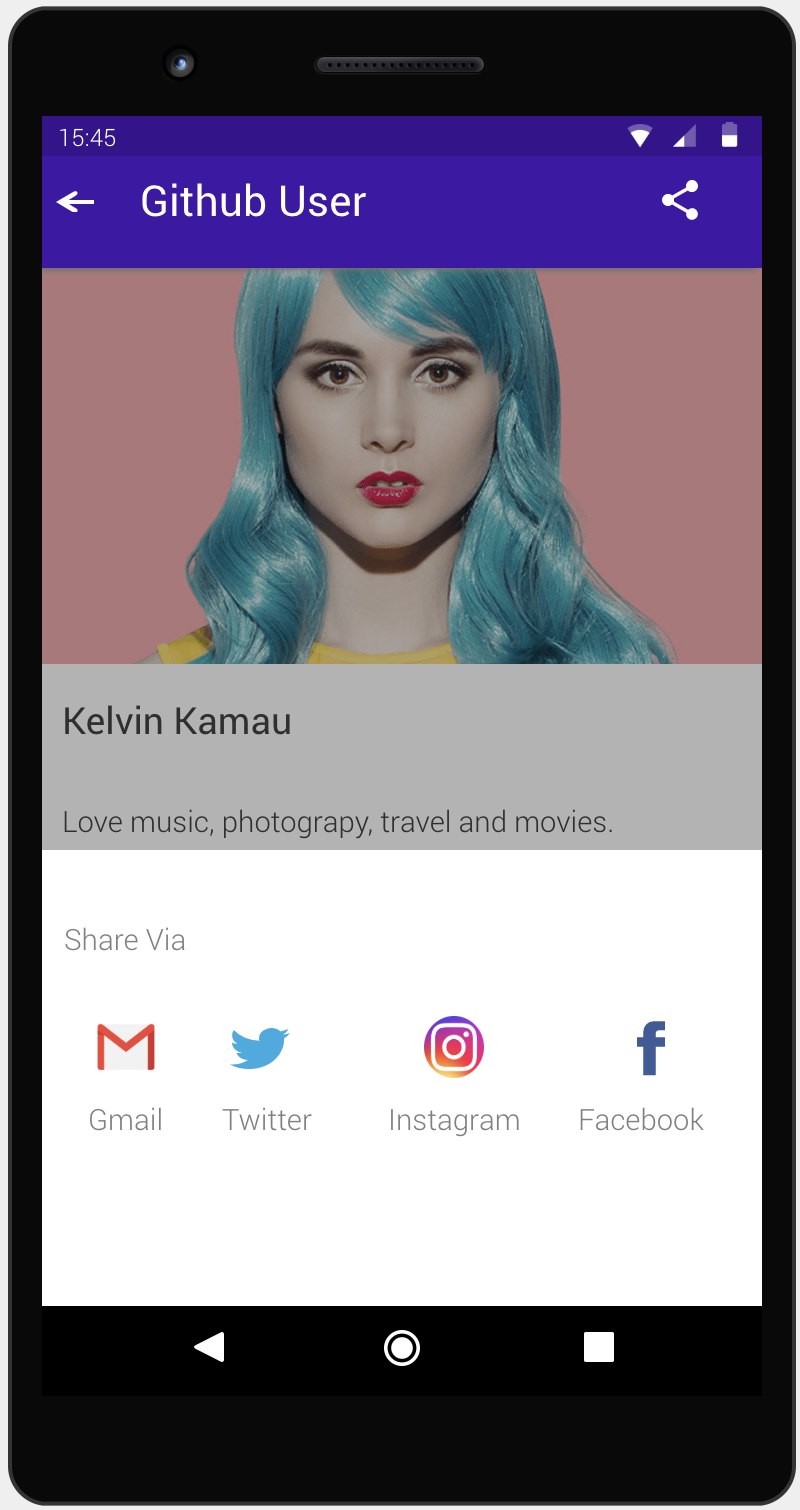 15:45
Github User
Kelvin Kamau
Love music, photograpy, travel and movies.
Share Via
Gmail Twitter Instagram Facebook